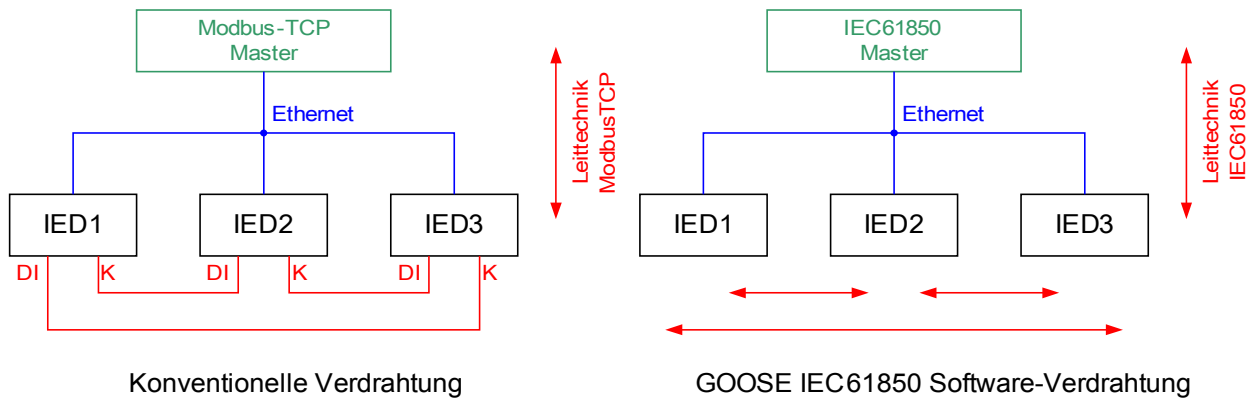 Modbus-TCP
Master
Ethernet
Leittechnik
ModbusTCP
IED1
IED2
IED3
DI
K
DI
K
DI
K
Konventionelle Verdrahtung
IEC61850
Master
Ethernet
Leittechnik
IEC61850
IED1
IED2
IED3
GOOSE IEC61850 Software-Verdrahtung